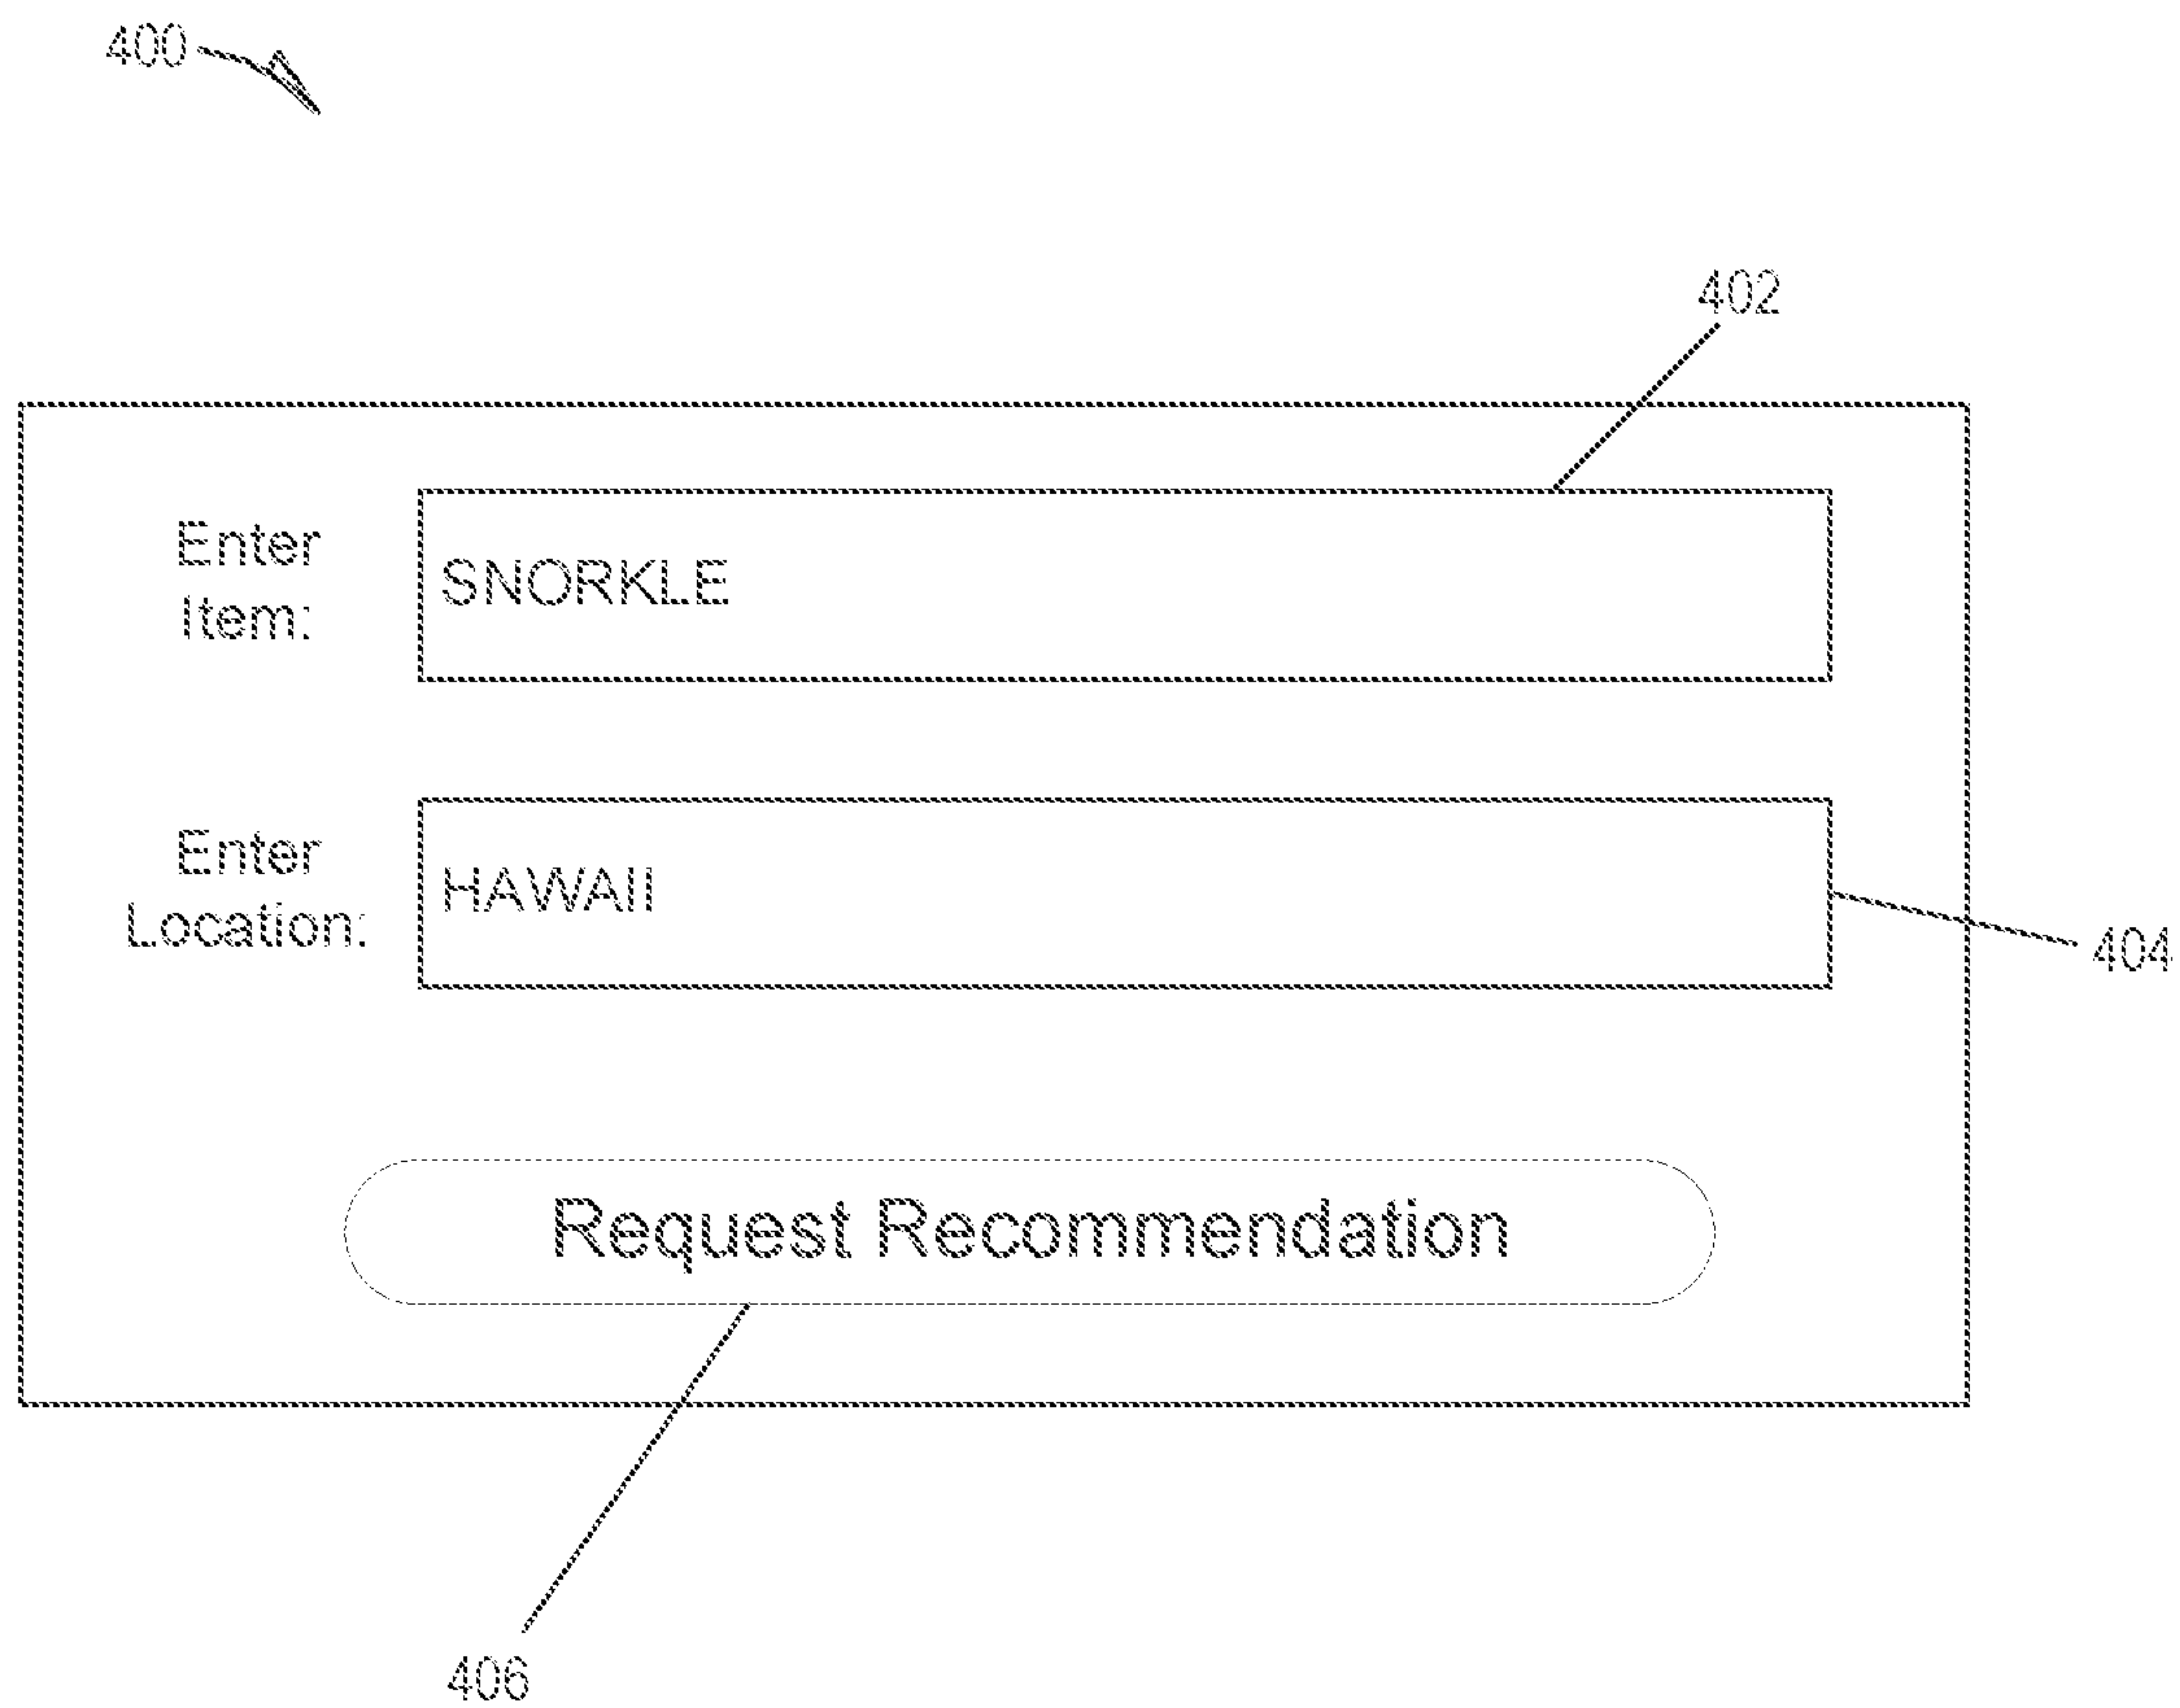 400
402
Enter
Item:
SNORKLE
Enter
Location:
HAWAII
404
Request Recommendation
406